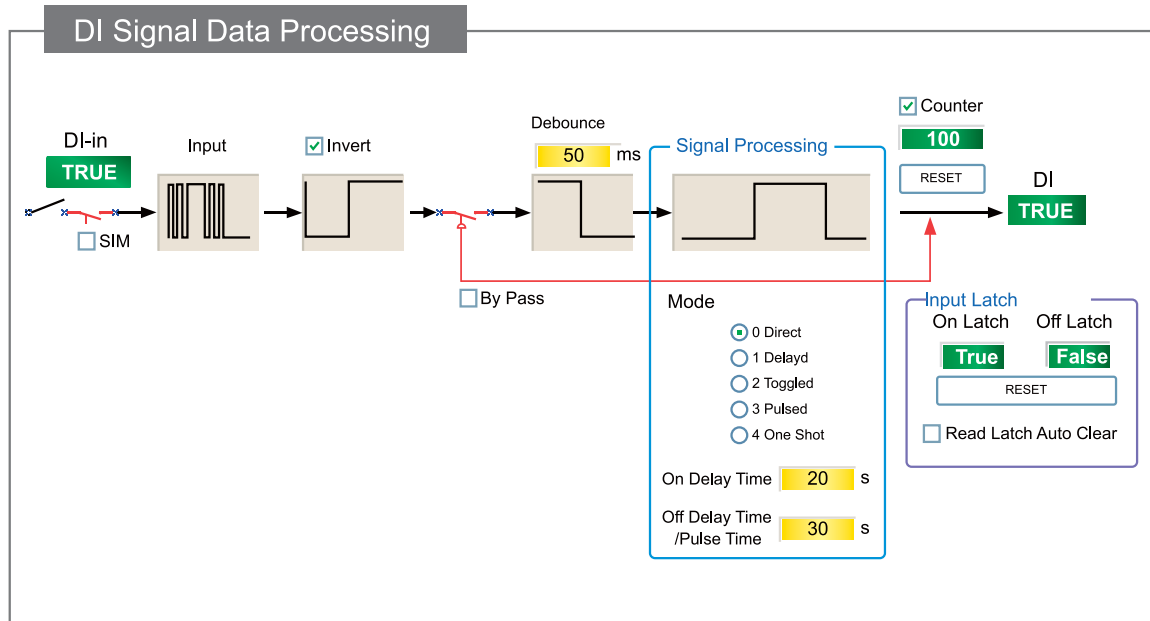 DI Signal Data Processing
DI-in
TRUE
SIM
Input
Invert
By Pass
Debounce
50 ms
Signal Processing
Mode
0 Direct
1 Delayd
2 Toggled
3 Pulsed
4 One Shot
On Delay Time 20 s
Off Delay Time
/Pulse Time 30 s
Counter
100
RESET
DI
TRUE
Input Latch
On Latch Off Latch
True False
RESET
Read Latch Auto Clear